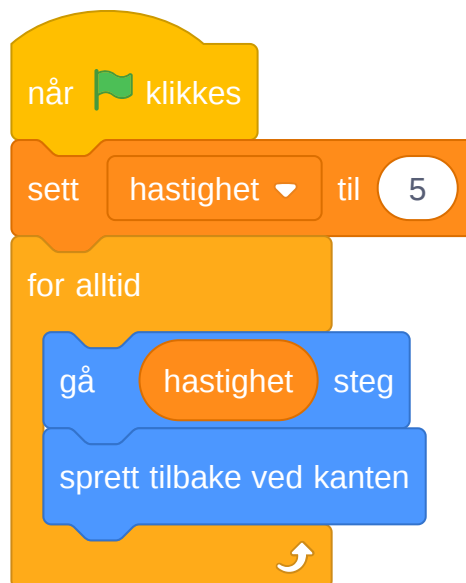 når klikkes
sett hastighet til 5
for alltid
gå hastighet steg
sprett tilbake ved kanten